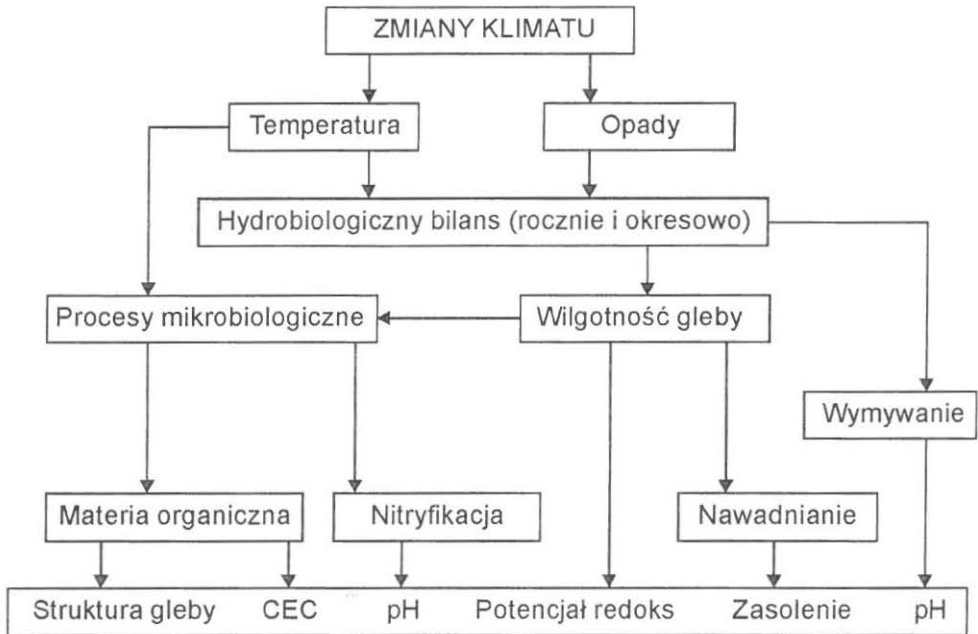 ZMIANY KLIMATU
Temperatura
Opady
Hydrobiologiczny bilans (rocznie i okresowo)
Procesy mikrobiologiczne
Wilgotność gleby
Wymywanie
Materia organiczna
Nitryfikacja
Nawadnianie
Struktura gleby CEC pH Potencjał redoks Zasolenie pH